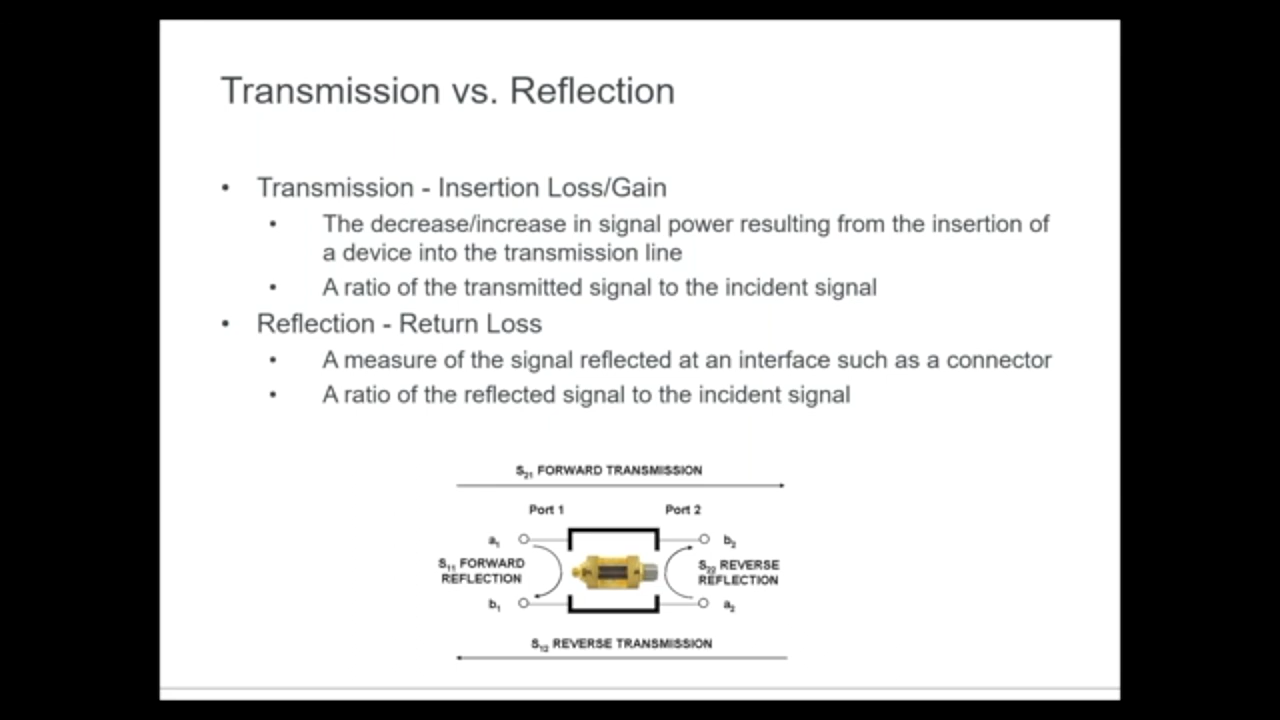 Transmission vs. Reflection
• Transmission - Insertion Loss/Gain
• The decrease/increase in signal power resulting from the insertion of
a device into the transmission line
• A ratio of the transmitted signal to the incident signal
• Reflection - Return Loss
• A measure of the signal reflected at an interface such as a connector
• A ratio of the reflected signal to the incident signal
S21 FORWARD TRANSMISSION
Port 1
Port 2
a1
b2
S11 FORWARD
REFLECTION
S22 REVERSE
REFLECTION
b1
a2
S12 REVERSE TRANSMISSION